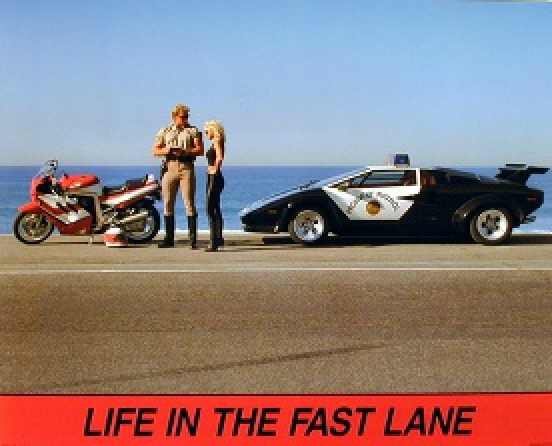 LIFE IN THE FAST LANE